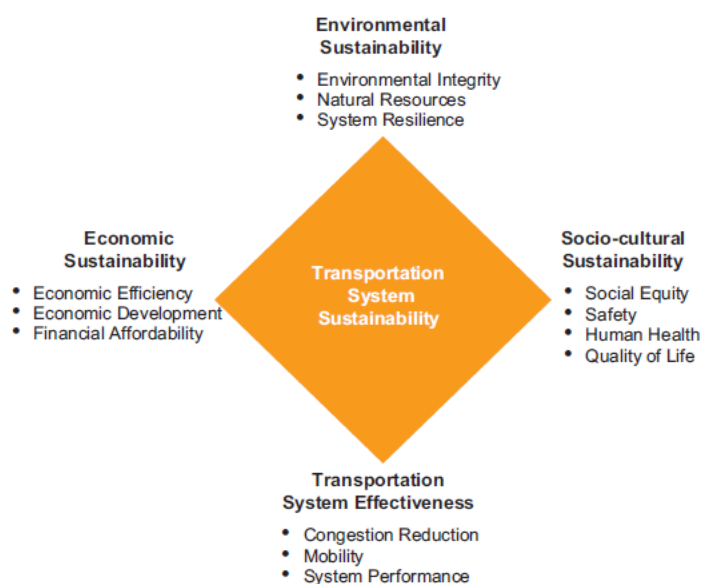 Environmental
Sustainability
• Environmental Integrity
• Natural Resources
• System Resilience
Economic
Sustainability
• Economic Efficiency
• Economic Development
• Financial Affordability
Transportation
System
Sustainability
Socio-cultural
Sustainability
• Social Equity
• Safety
• Human Health
• Quality of Life
Transportation
System Effectiveness
• Congestion Reduction
• Mobility
• System Performance